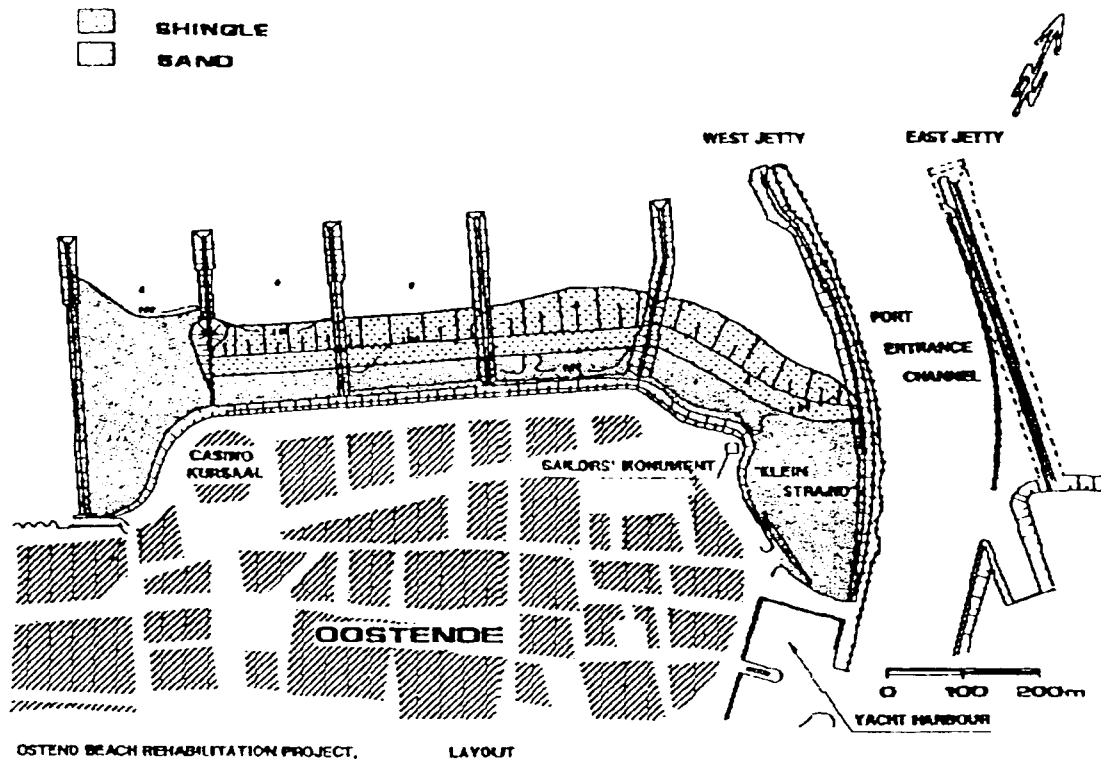 SHINGLE
SAND
WEST JETTY
EAST JETTY
PORT
ENTRANCE
CHANNEL
CASINO
KURSAAL
SAILORS' MONUMENT
"KLEIN
STRAND"
OOSTENDE
0 100 200m
YACHT HARBOUR
OSTEND BEACH REHABILITATION PROJECT, LAYOUT